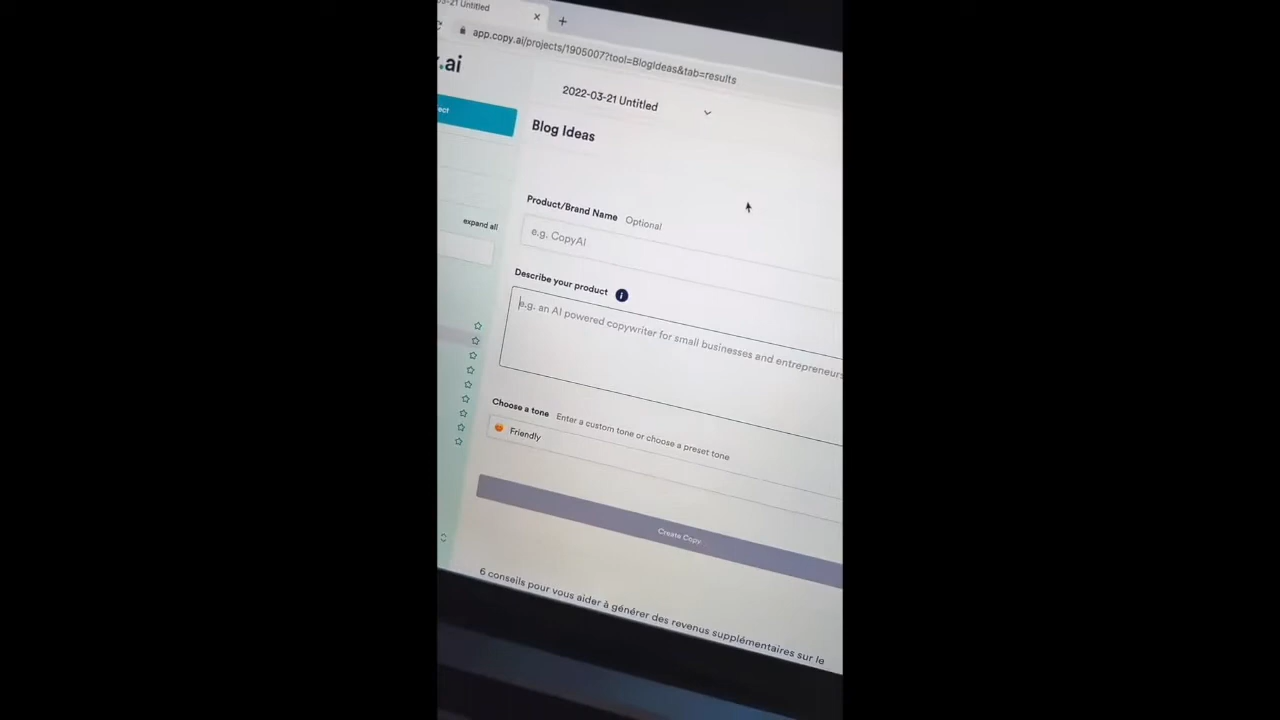 -21 Untitled
app.copy.ai/projects/1905007?tool=BlogIdeas&tab=results
.ai
2022-03-21 Untitled
ect
Blog Ideas
Product/Brand Name Optional
expand all
e.g. CopyAI
Describe your product i
e.g. an AI powered copywriter for small businesses and entrepreneurs
Choose a tone Enter a custom tone or choose a preset tone
Friendly
Create Copy
6 conseils pour vous aider à générer des revenus supplémentaires sur le